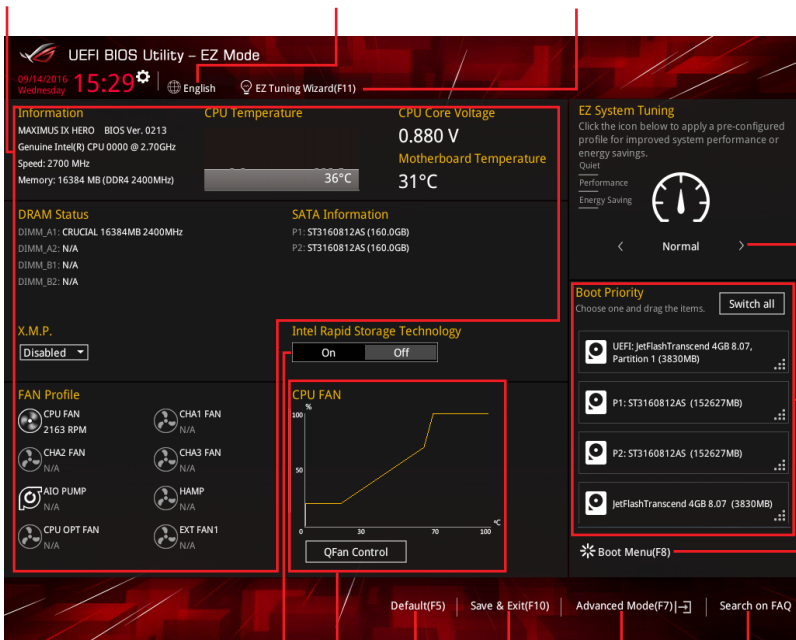 UEFI BIOS Utility – EZ Mode
09/14/2016
Wednesday
15:29
English
EZ Tuning Wizard(F11)
Information
MAXIMUS IX HERO BIOS Ver. 0213
Genuine Intel(R) CPU 0000 @ 2.70GHz
Speed: 2700 MHz
Memory: 16384 MB (DDR4 2400MHz)
CPU Temperature
36°C
CPU Core Voltage
0.880 V
Motherboard Temperature
31°C
EZ System Tuning
Click the icon below to apply a pre-configured
profile for improved system performance or
energy savings.
Quiet
Performance
Energy Saving
< Normal >
DRAM Status
DIMM_A1: CRUCIAL 16384MB 2400MHz
DIMM_A2: N/A
DIMM_B1: N/A
DIMM_B2: N/A
SATA Information
P1: ST3160812AS (160.0GB)
P2: ST3160812AS (160.0GB)
X.M.P.
Disabled
Intel Rapid Storage Technology
On Off
Boot Priority
Choose one and drag the items.
Switch all
UEFI: JetFlashTranscend 4GB 8.07,
Partition 1 (3830MB)
P1: ST3160812AS (152627MB)
P2: ST3160812AS (152627MB)
JetFlashTranscend 4GB 8.07 (3830MB)
Boot Menu(F8)
FAN Profile
CPU FAN
2163 RPM
CHA1 FAN
N/A
CHA2 FAN
N/A
CHA3 FAN
N/A
AIO PUMP
N/A
HAMP
N/A
CPU OPT FAN
N/A
EXT FAN1
N/A
CPU FAN
%
100
50
0 30 70 100
°C
QFan Control
Default(F5)
Save & Exit(F10)
Advanced Mode(F7)
Search on FAQ